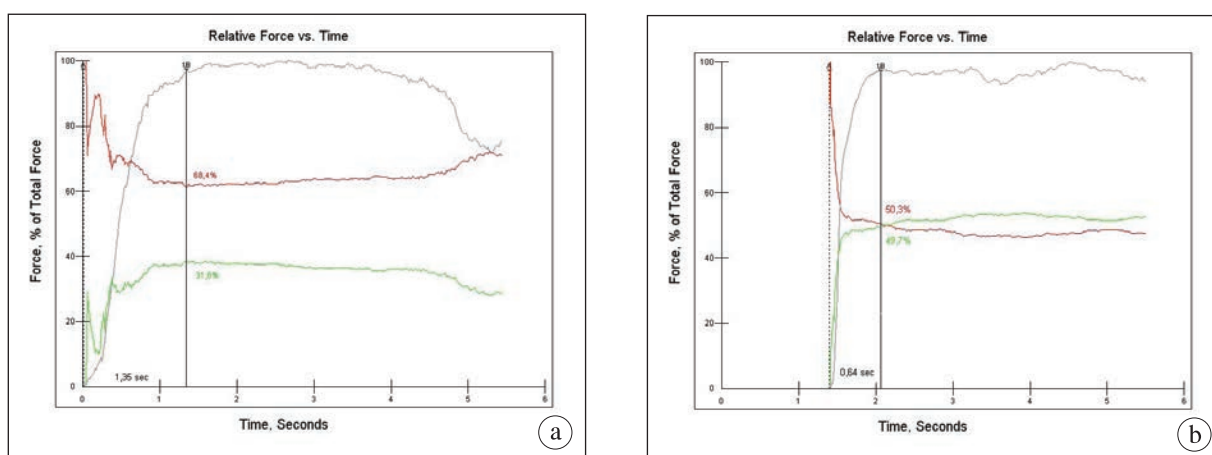 Relative Force vs. Time
Force, % of Total Force
100
80
60
40
20
0
A
B
68,4%
31,6%
1,35 sec
0
1
2
3
4
5
6
Time, Seconds
a
Relative Force vs. Time
Force, % of Total Force
100
80
60
40
20
0
B
50,3%
49,7%
0,64 sec
0
1
2
3
4
5
6
Time, Seconds
b